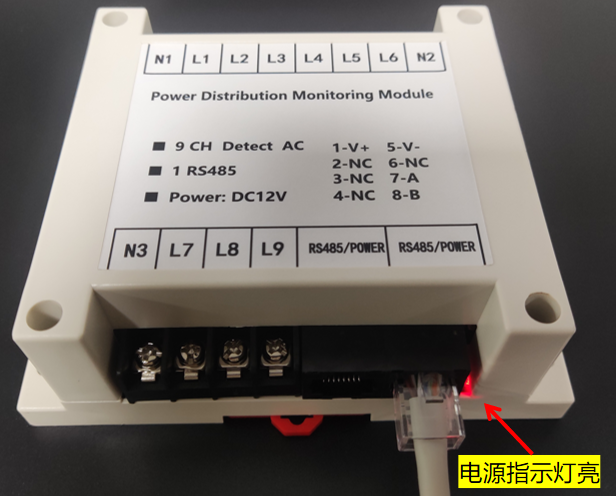 N1 L1 L2 L3 L4 L5 L6 N2
Power Distribution Monitoring Module
■ 9 CH Detect AC
■ 1 RS485
■ Power: DC12V
1-V+ 5-V-
2-NC 6-NC
3-NC 7-A
4-NC 8-B
N3 L7 L8 L9 RS485/POWER RS485/POWER
电源指示灯亮